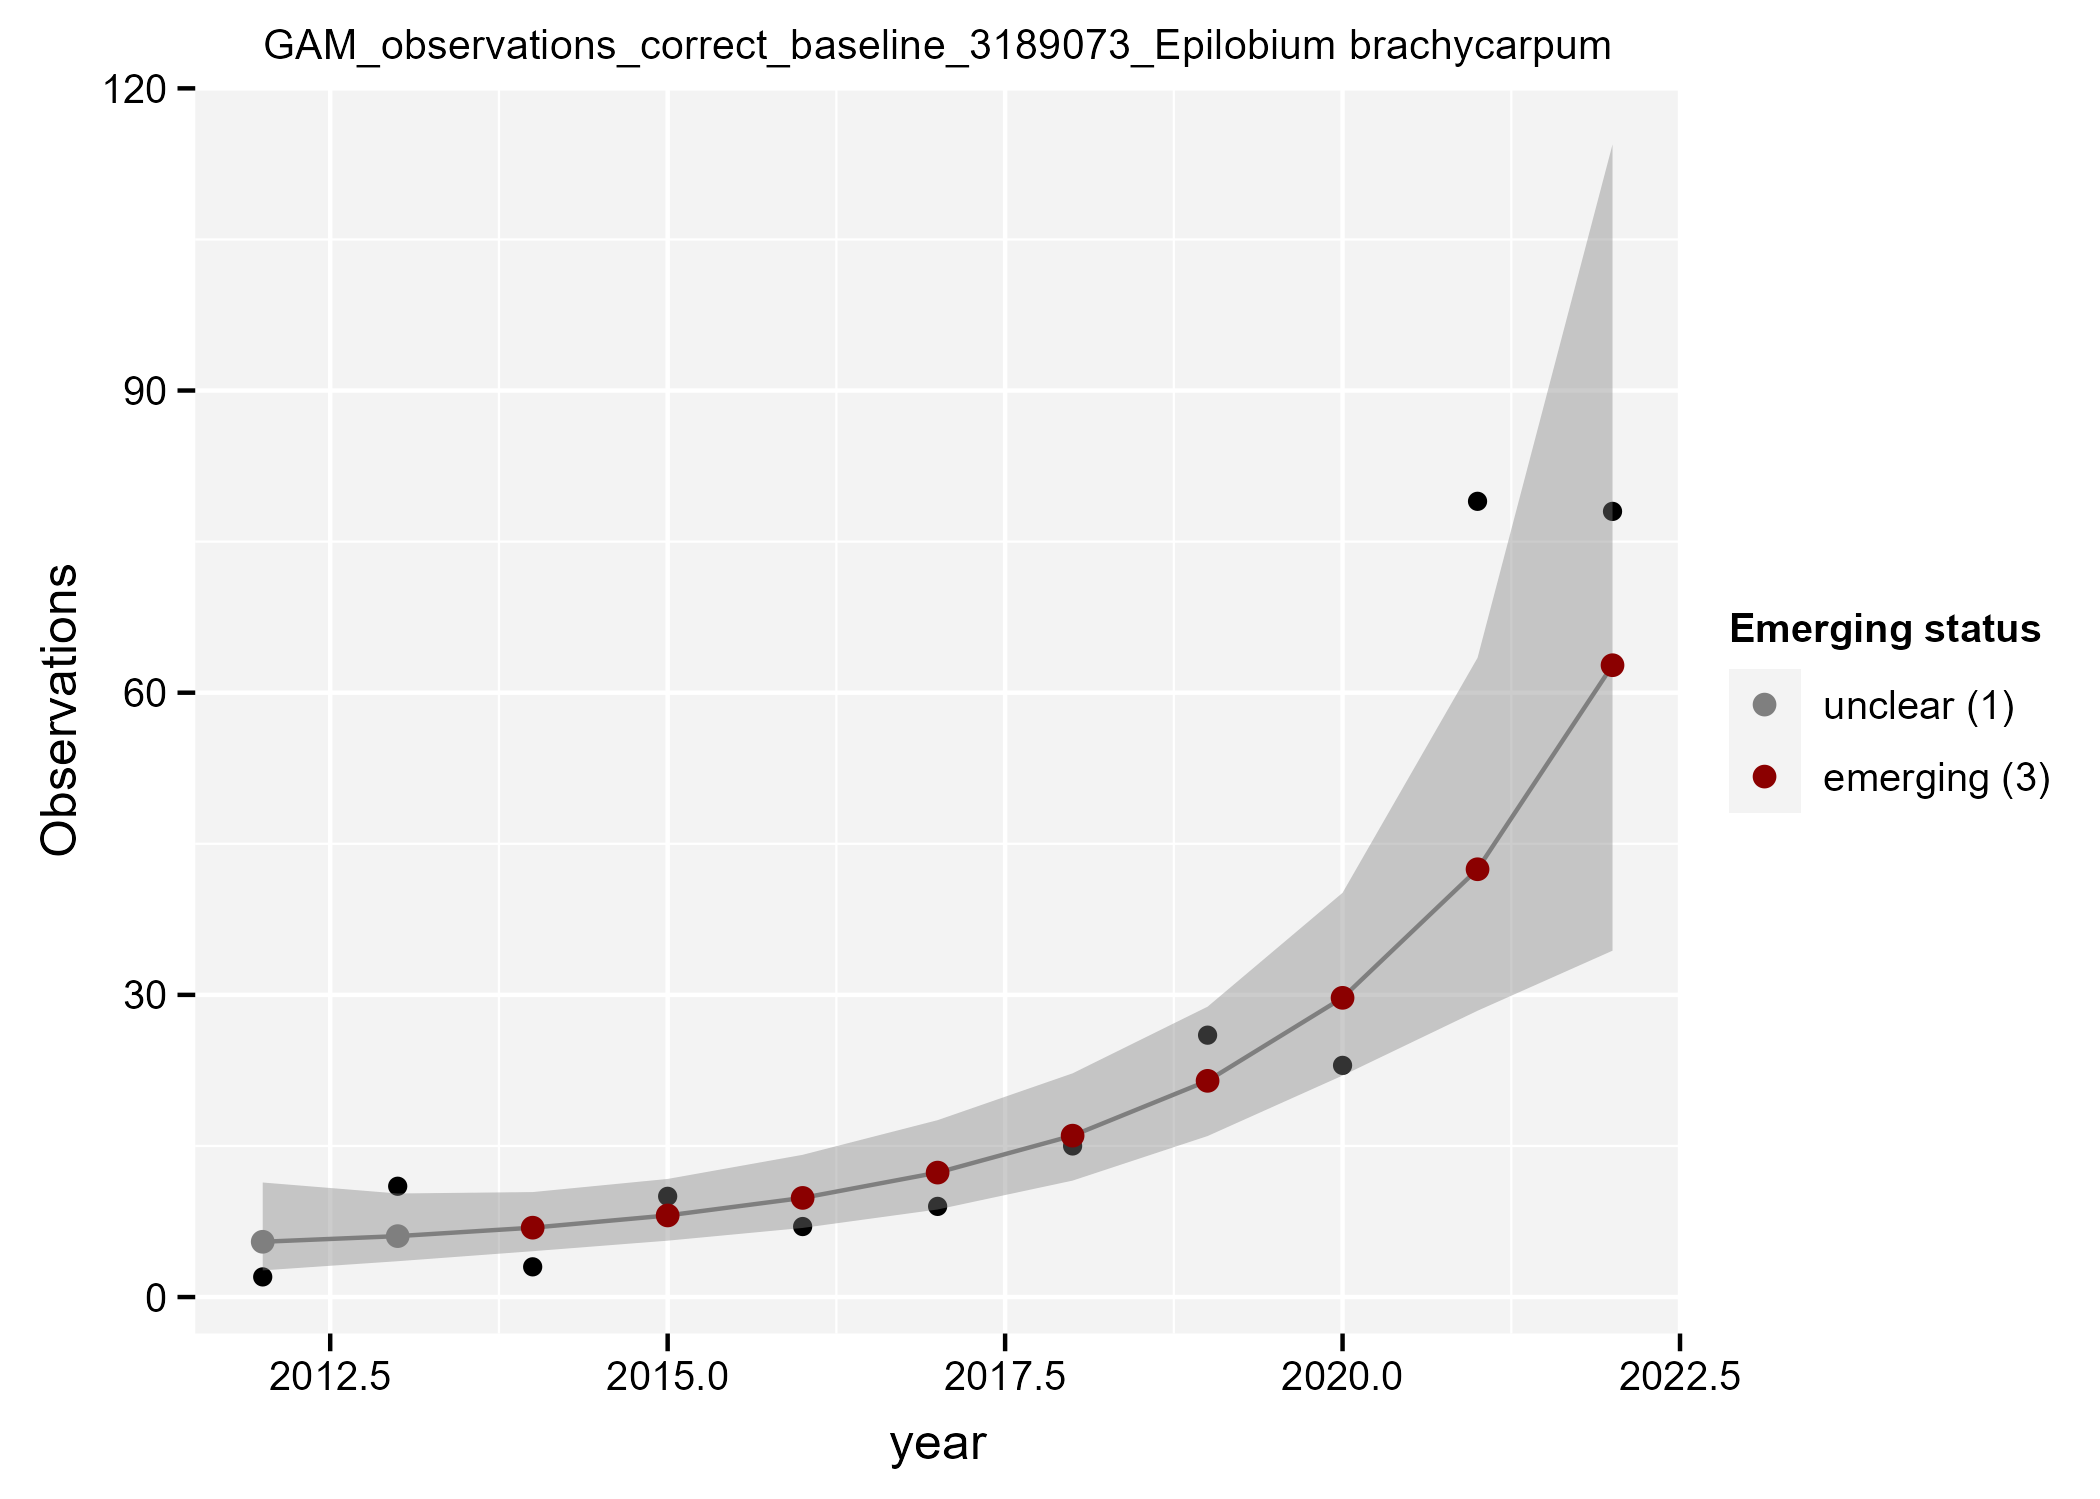 GAM_observations_correct_baseline_3189073_Epilobium brachycarpum
120
90
60
30
0
Observations
2012.5 2015.0 2017.5 2020.0 2022.5
year
Emerging status
unclear (1)
emerging (3)